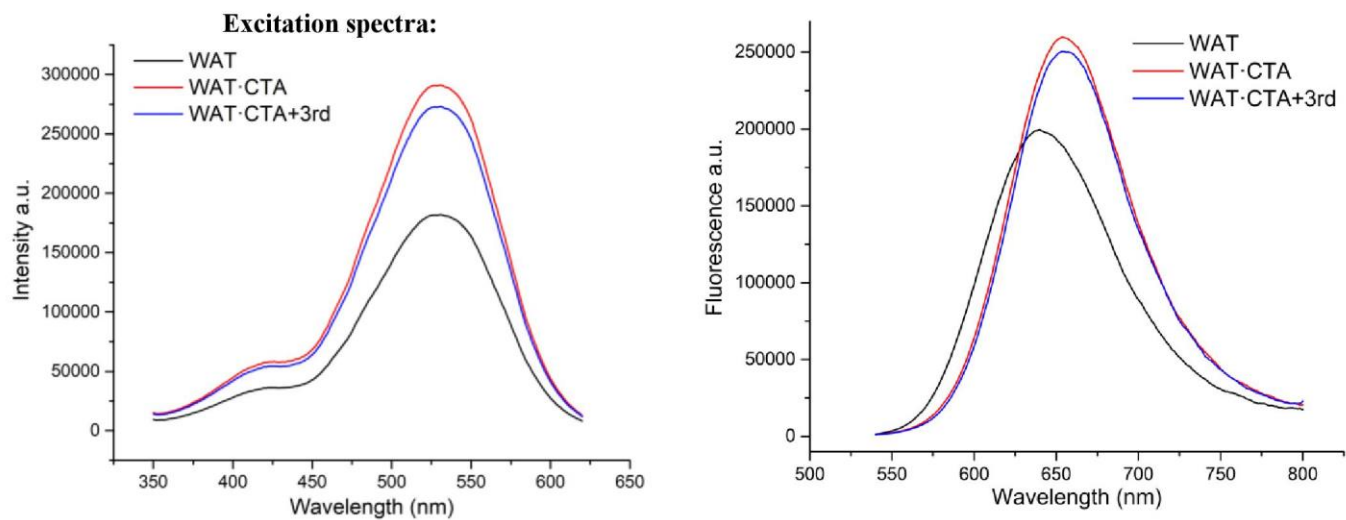 Excitation spectra:
WAT
WAT·CTA
WAT·CTA+3rd
300000
250000
200000
150000
100000
50000
0
Intensity a.u.
350
400
450
500
550
600
650
Wavelength (nm)
WAT
WAT·CTA
WAT·CTA+3rd
250000
200000
150000
100000
50000
0
Fluorescence a.u.
500
550
600
650
700
750
800
Wavelength (nm)